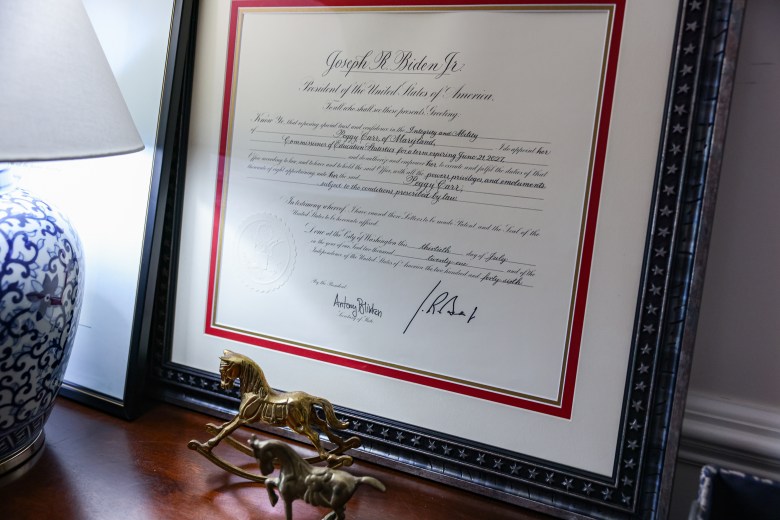 Joseph R. Biden Jr.
President of the United States of America,
To all who shall see these presents, Greeting:
Know Ye, that reposing special trust and confidence in the Integrity and Ability
of Peggy Carr, of Maryland, I do appoint her
Commissioner of Education Statistics for a term expiring June 21, 2027,
and do authorize and empower her to execute and fulfil the duties of that
Office according to law, and to have and to hold the said Office, with all the powers, privileges, and emoluments
thereunto of right appertaining, unto her the said Peggy Carr,
subject to the conditions prescribed by law.
In testimony whereof, I have caused these Letters to be made Patent and the Seal of the
United States to be hereunto affixed.
Done at the City of Washington this thirtieth day of July
in the year of our Lord two thousand twenty-one and of the
Independence of the United States of America the two hundred and forty-sixth.
By the President:
Antony Blinken
Secretary of State